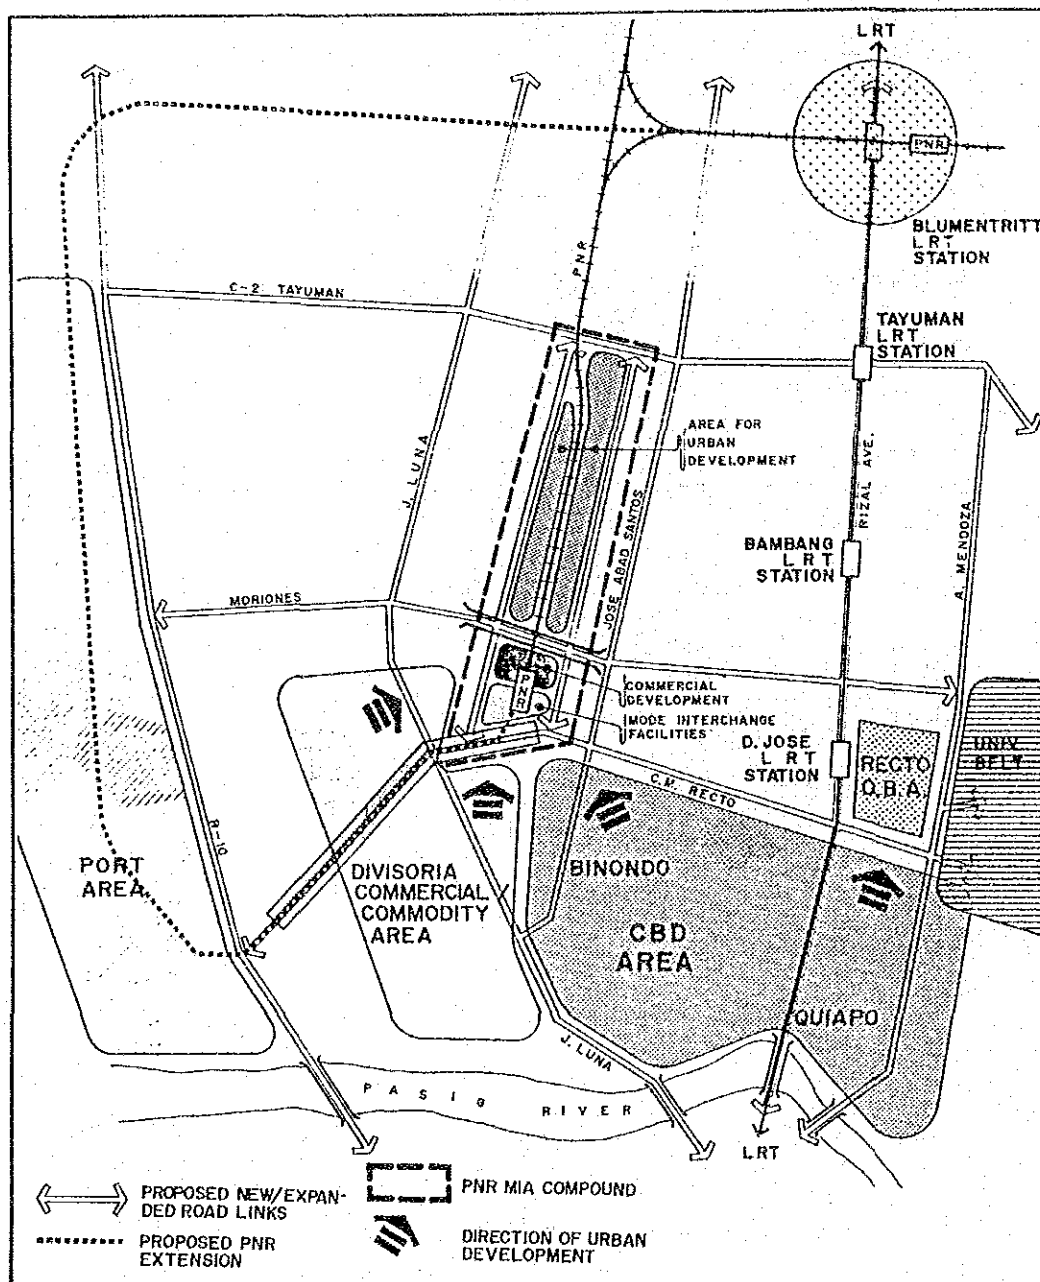 LRT
PNR
BLUMENTRITT
LRT
STATION
PNR
C-2 TAYUMAN
TAYUMAN
LRT
STATION
AREA FOR
URBAN
DEVELOPMENT
J. LUNA
RIZAL AVE.
JOSE ABAD SANTOS
A. MENDOZA
BAMBANG
LRT
STATION
MORIONES
PNR
COMMERCIAL
DEVELOPMENT
MODE INTERCHANGE
FACILITIES
D. JOSE
LRT
STATION
RECTO
O.B.A.
UNIV.
BELT
C.M. RECTO
R-10
PORT
AREA
DIVISORIA
COMMERCIAL
COMMODITY
AREA
BINONDO
CBD
AREA
QUIAPO
J. LUNA
PASIG RIVER
LRT
PROPOSED NEW/EXPAN-
DED ROAD LINKS
PROPOSED PNR
EXTENSION
PNR MIA COMPOUND
DIRECTION OF URBAN
DEVELOPMENT